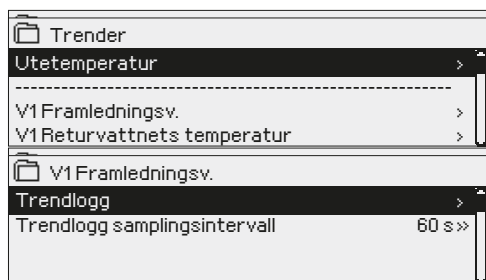 Trender
Utetemperatur >
------------------------------------------------------------
V1 Framledningsv. >
V1 Returvattnets temperatur >
V1 Framledningsv.
Trendlogg >
Trendlogg samplingsintervall 60 s»